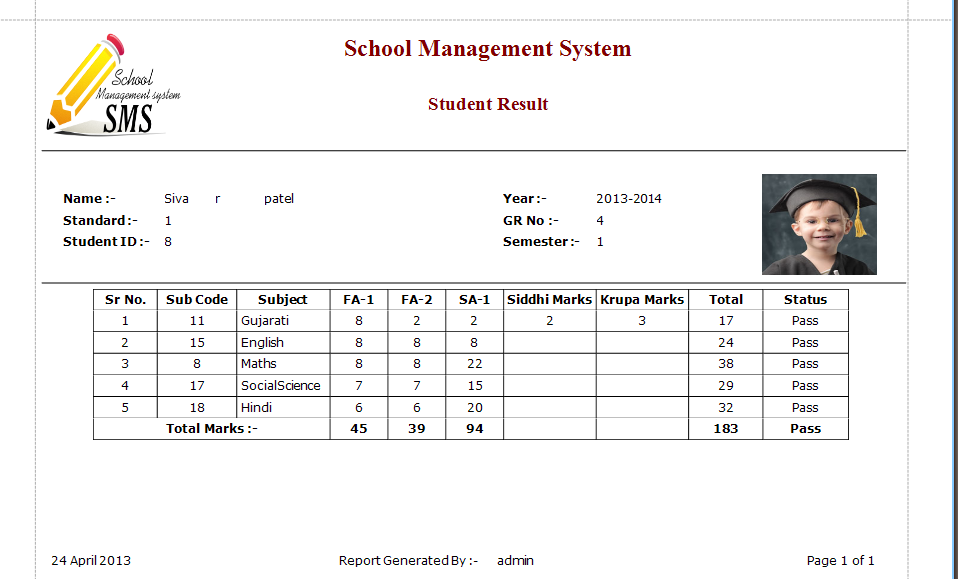 School Management System
School
Management system
SMS
Student Result
Name :- Siva r patel Year :- 2013-2014
Standard :- 1 GR No :- 4
Student ID :- 8 Semester :- 1
Sr No. Sub Code Subject FA-1 FA-2 SA-1 Siddhi Marks Krupa Marks Total Status
1 11 Gujarati 8 2 2 2 3 17 Pass
2 15 English 8 8 8 24 Pass
3 8 Maths 8 8 22 38 Pass
4 17 SocialScience 7 7 15 29 Pass
5 18 Hindi 6 6 20 32 Pass
Total Marks :- 45 39 94 183 Pass
24 April 2013 Report Generated By :- admin Page 1 of 1